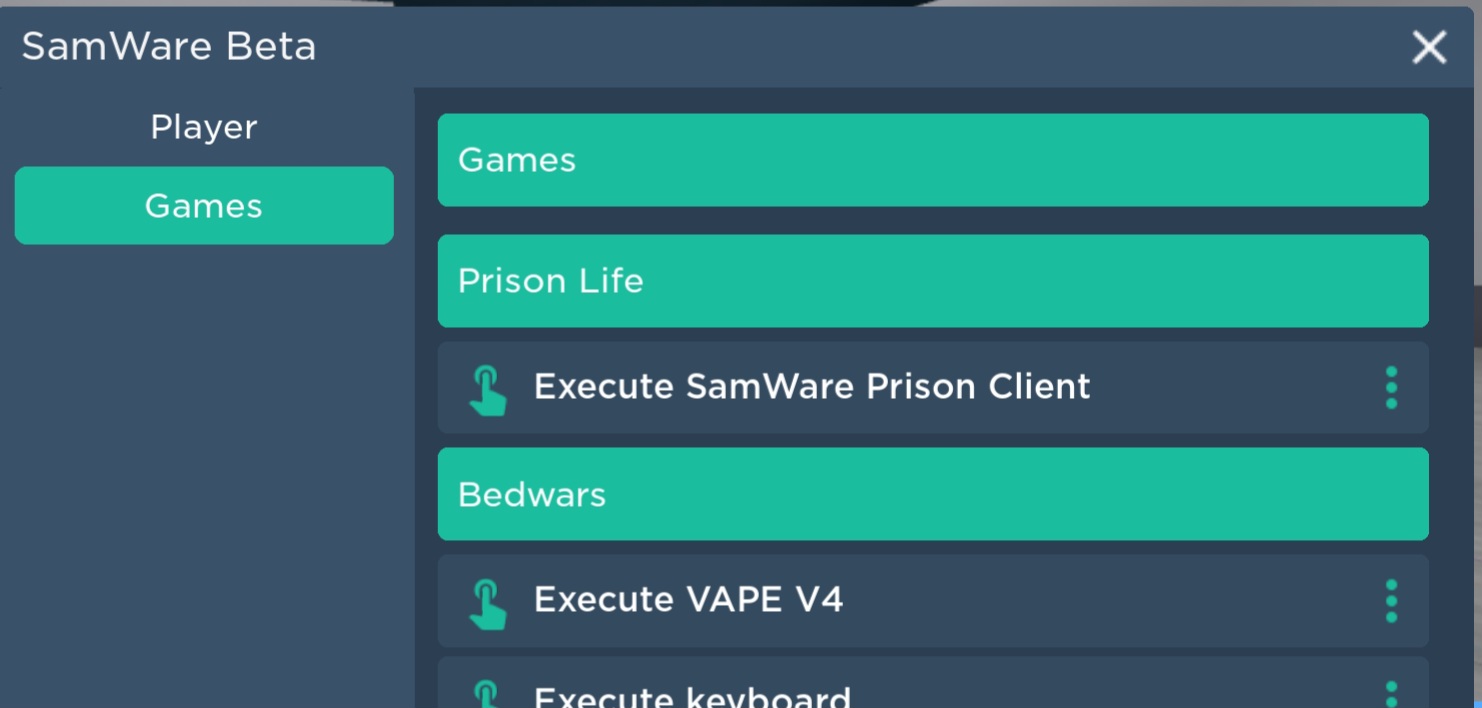 SamWare Beta
Player
Games
Games
Prison Life
Execute SamWare Prison Client
Bedwars
Execute VAPE V4
Execute keyboard